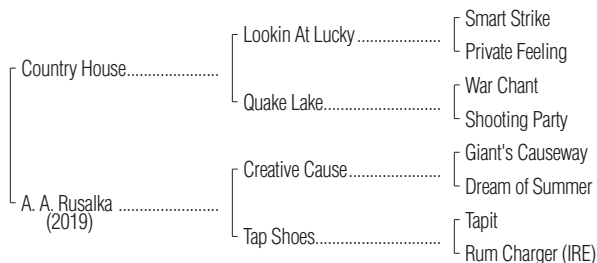 Smart Strike
Lookin At Lucky
Private Feeling
Country House
War Chant
Quake Lake
Shooting Party
Giant's Causeway
Creative Cause
Dream of Summer
A. A. Rusalka
(2019)
Tapit
Tap Shoes
Rum Charger (IRE)